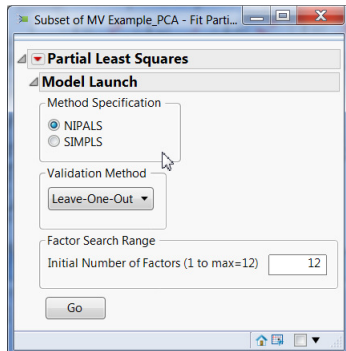 Subset of MV Example_PCA - Fit Parti...
Partial Least Squares
Model Launch
Method Specification
NIPALS
SIMPLS
Validation Method
Leave-One-Out
Factor Search Range
Initial Number of Factors (1 to max=12) 12
Go